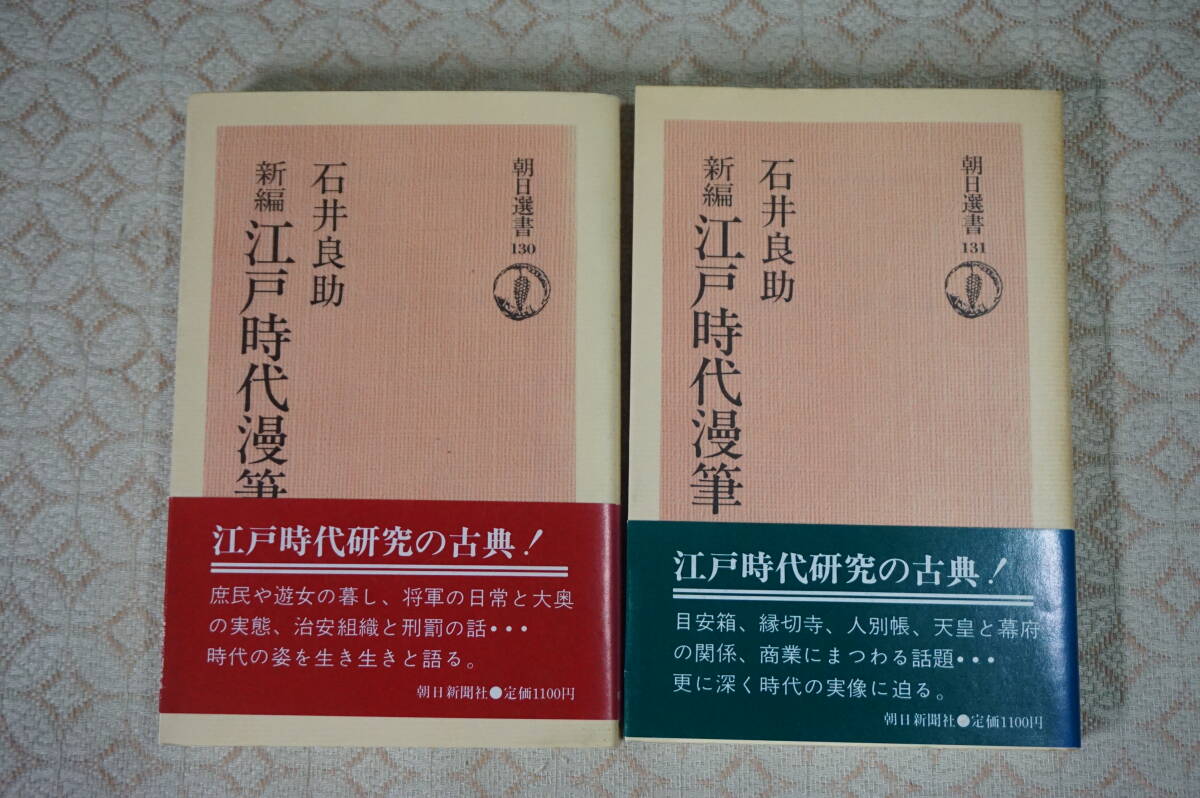 朝日選書
130
石井良助
新編 江戸時代漫筆
江戸時代研究の古典!
庶民や遊女の暮し、将軍の日常と大奥
の実態、治安組織と刑罰の話・・・
時代の姿を生き生きと語る。
朝日新聞社●定価1100円
朝日選書
131
石井良助
新編 江戸時代漫筆
江戸時代研究の古典!
目安箱、縁切寺、人別帳、天皇と幕府
の関係、商業にまつわる話題・・・
更に深く時代の実像に迫る。
朝日新聞社●定価1100円